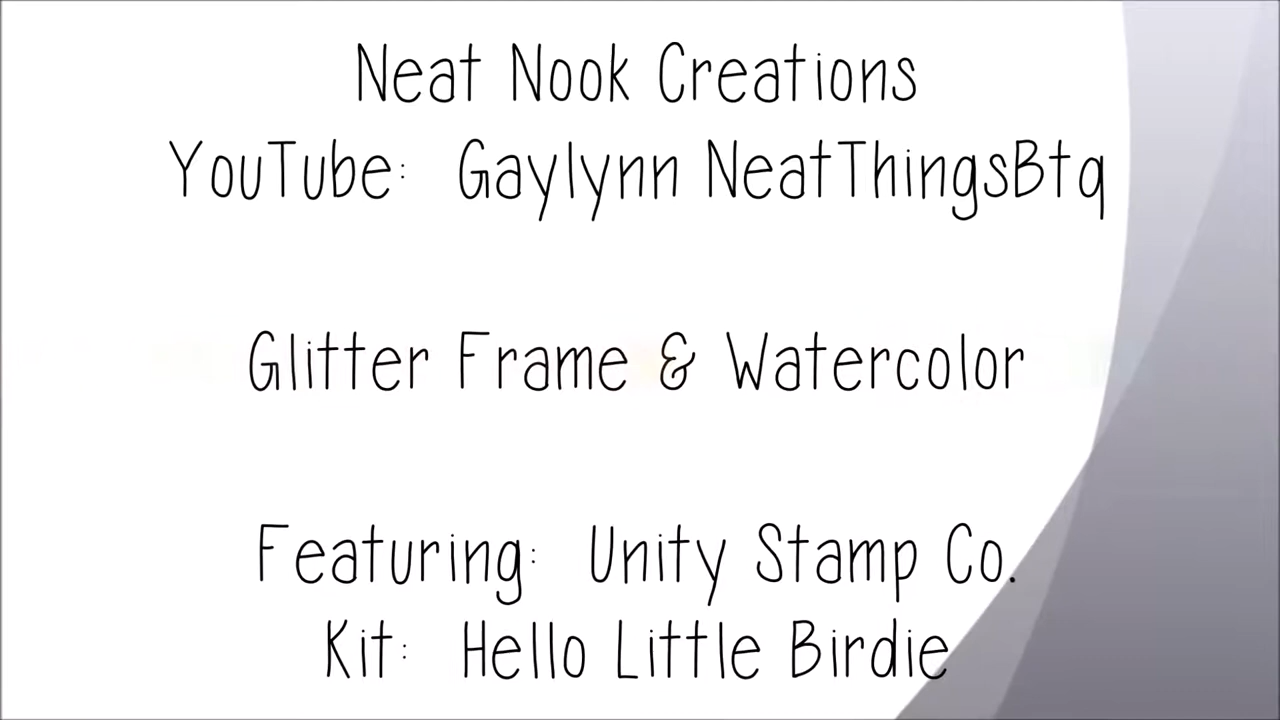 Neat Nook Creations
YouTube: Gaylynn NeatThingsBtq
Glitter Frame & Watercolor
Featuring: Unity Stamp Co.
Kit: Hello Little Birdie